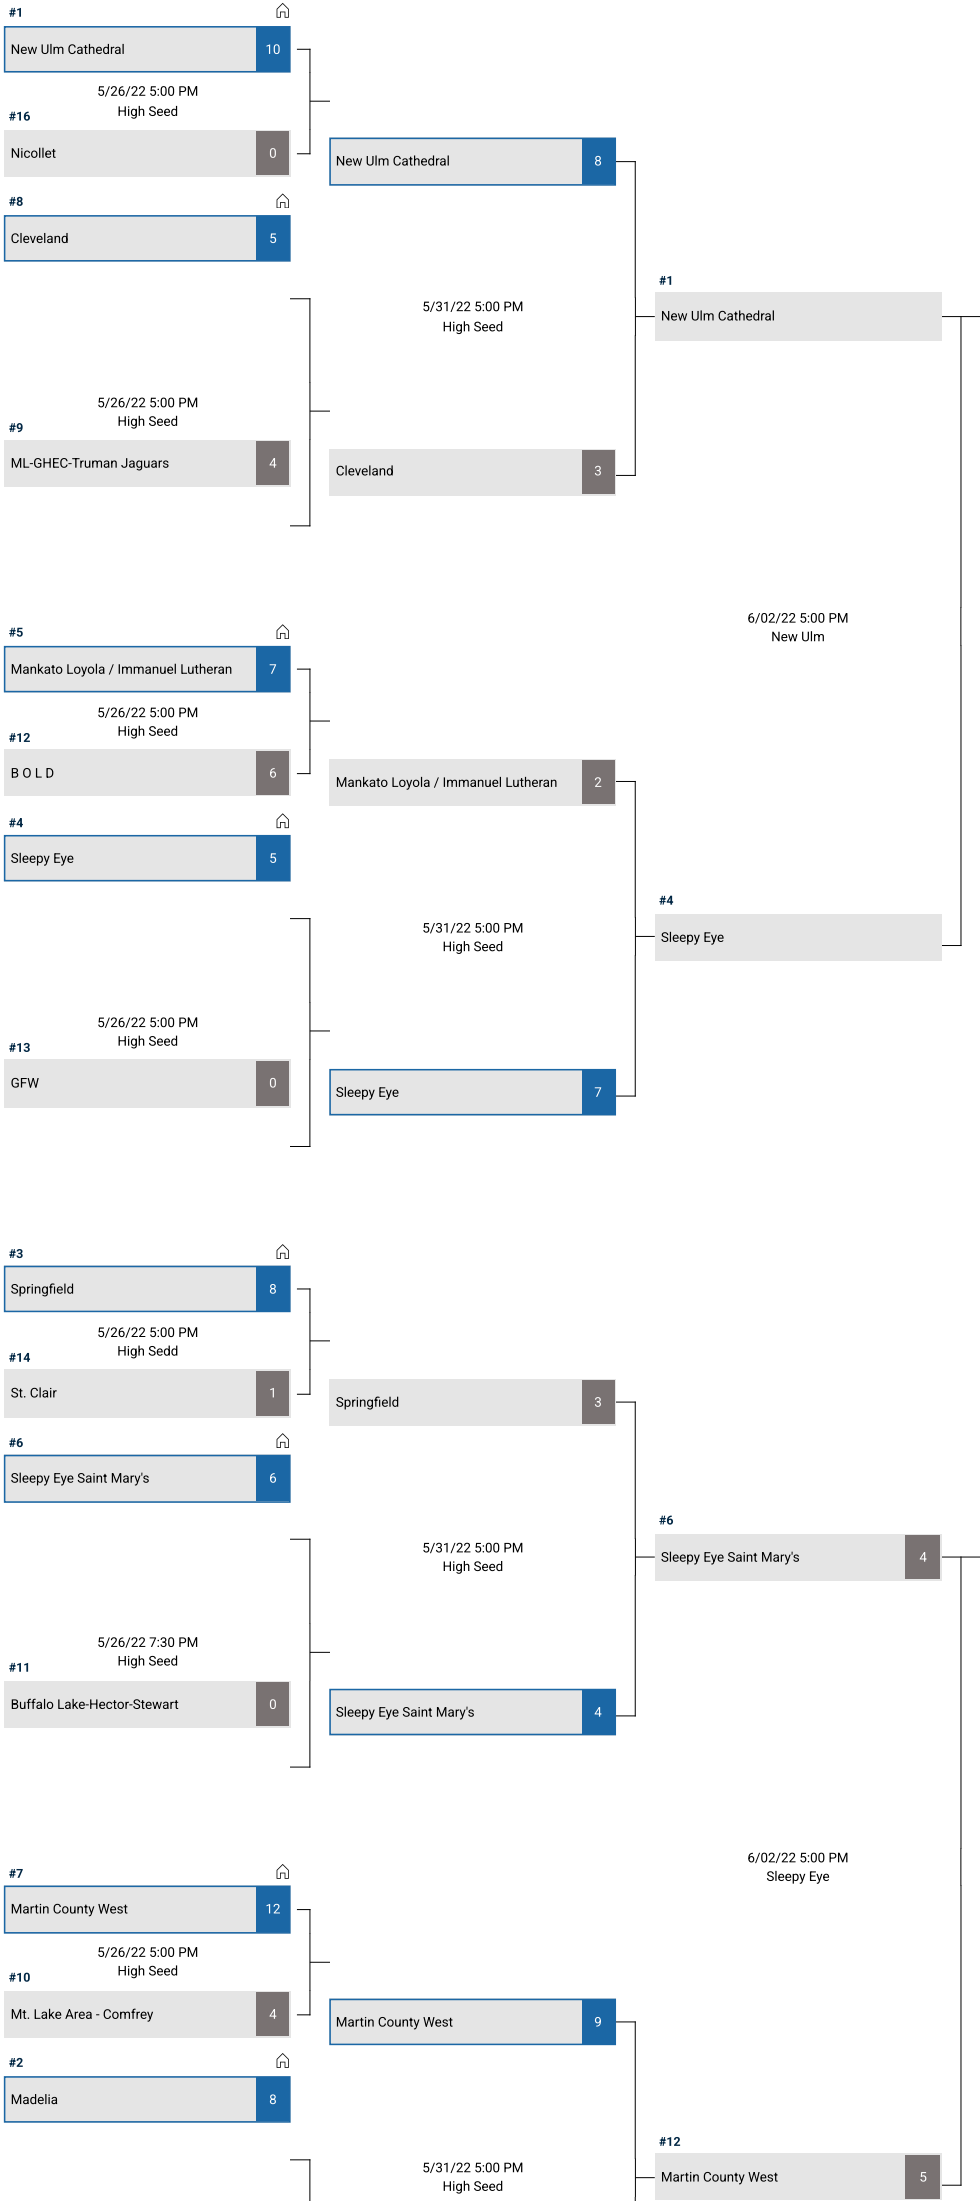 #1
New Ulm Cathedral 10
5/26/22 5:00 PM
High Seed
#16
Nicollet 0
New Ulm Cathedral 8
#8
Cleveland 5
5/31/22 5:00 PM
High Seed
#1
New Ulm Cathedral
5/26/22 5:00 PM
High Seed
#9
ML-GHEC-Truman Jaguars 4
Cleveland 3
6/02/22 5:00 PM
New Ulm
#5
Mankato Loyola / Immanuel Lutheran 7
5/26/22 5:00 PM
High Seed
#12
B O L D 6
Mankato Loyola / Immanuel Lutheran 2
#4
Sleepy Eye 5
5/31/22 5:00 PM
High Seed
#4
Sleepy Eye
5/26/22 5:00 PM
High Seed
#13
GFW 0
Sleepy Eye 7
#3
Springfield 8
5/26/22 5:00 PM
High Sedd
#14
St. Clair 1
Springfield 3
#6
Sleepy Eye Saint Mary's 6
5/31/22 5:00 PM
High Seed
#6
Sleepy Eye Saint Mary's 4
5/26/22 7:30 PM
High Seed
#11
Buffalo Lake-Hector-Stewart 0
Sleepy Eye Saint Mary's 4
6/02/22 5:00 PM
Sleepy Eye
#7
Martin County West 12
5/26/22 5:00 PM
High Seed
#10
Mt. Lake Area - Comfrey 4
Martin County West 9
#2
Madelia 8
5/31/22 5:00 PM
High Seed
#12
Martin County West 5